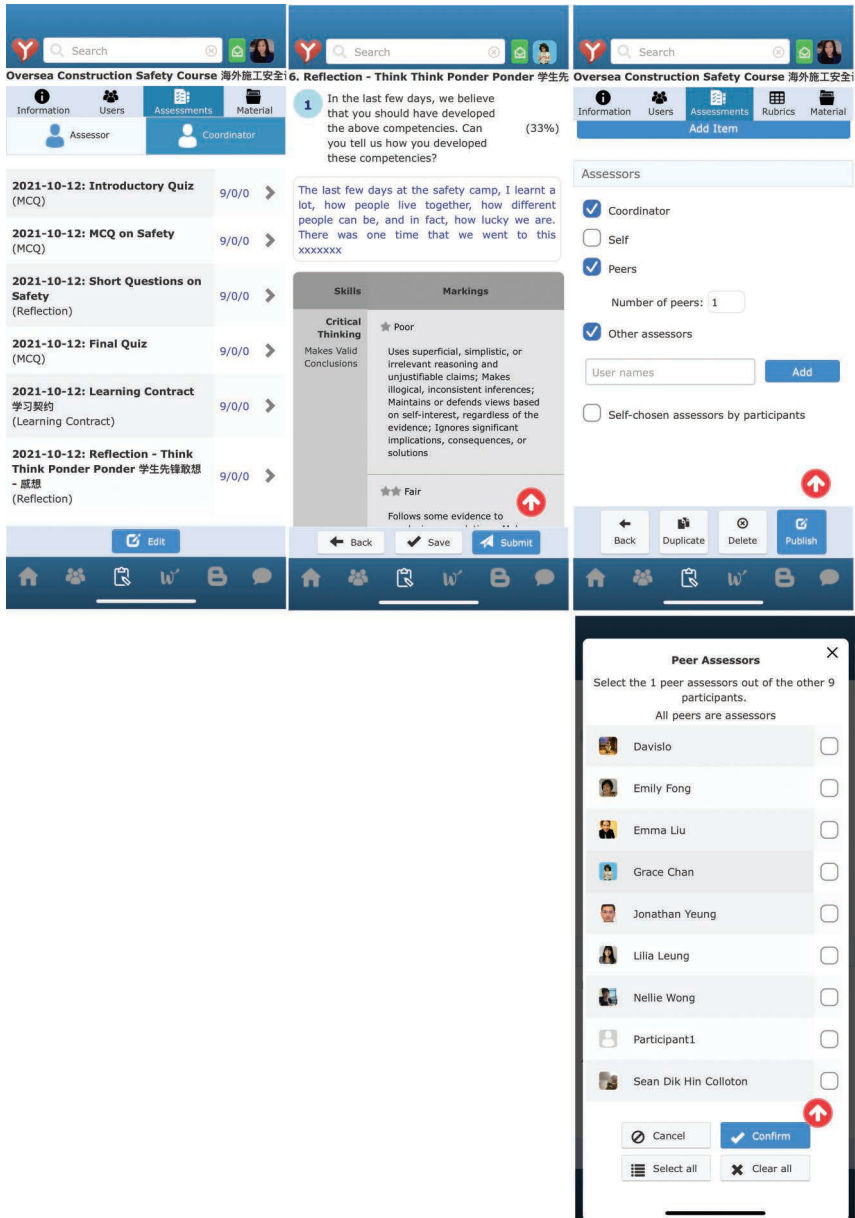 Search
Oversea Construction Safety Course 海外施工安全
Information
Users
Assessments
Material
Assessor
Coordinator
2021-10-12: Introductory Quiz
(MCQ)
9/0/0
2021-10-12: MCQ on Safety
(MCQ)
9/0/0
2021-10-12: Short Questions on
Safety
(Reflection)
9/0/0
2021-10-12: Final Quiz
(MCQ)
9/0/0
2021-10-12: Learning Contract
学习契约
(Learning Contract)
9/0/0
2021-10-12: Reflection - Think
Think Ponder Ponder 学生先锋敢想
- 感想
(Reflection)
9/0/0
Edit
Search
6. Reflection - Think Think Ponder Ponder 学生先
1
In the last few days, we believe
that you should have developed
the above competencies. Can
you tell us how you developed
these competencies?
(33%)
The last few days at the safety camp, I learnt a
lot, how people live together, how different
people can be, and in fact, how lucky we are.
There was one time that we went to this
xxxxxxx
Skills
Markings
Critical
Thinking
Makes Valid
Conclusions
Poor
Uses superficial, simplistic, or
irrelevant reasoning and
unjustifiable claims; Makes
illogical, inconsistent inferences;
Maintains or defends views based
on self-interest, regardless of the
evidence; Ignores significant
implications, consequences, or
solutions
Fair
Follows some evidence to
Back
Save
Submit
Search
Oversea Construction Safety Course 海外施工安全
Information
Users
Assessments
Rubrics
Material
Add Item
Assessors
Coordinator
Self
Peers
Number of peers: 1
Other assessors
User names
Add
Self-chosen assessors by participants
Back
Duplicate
Delete
Publish
Peer Assessors
Select the 1 peer assessors out of the other 9
participants.
All peers are assessors
Davislo
Emily Fong
Emma Liu
Grace Chan
Jonathan Yeung
Lilia Leung
Nellie Wong
Participant1
Sean Dik Hin Colloton
Cancel
Confirm
Select all
Clear all